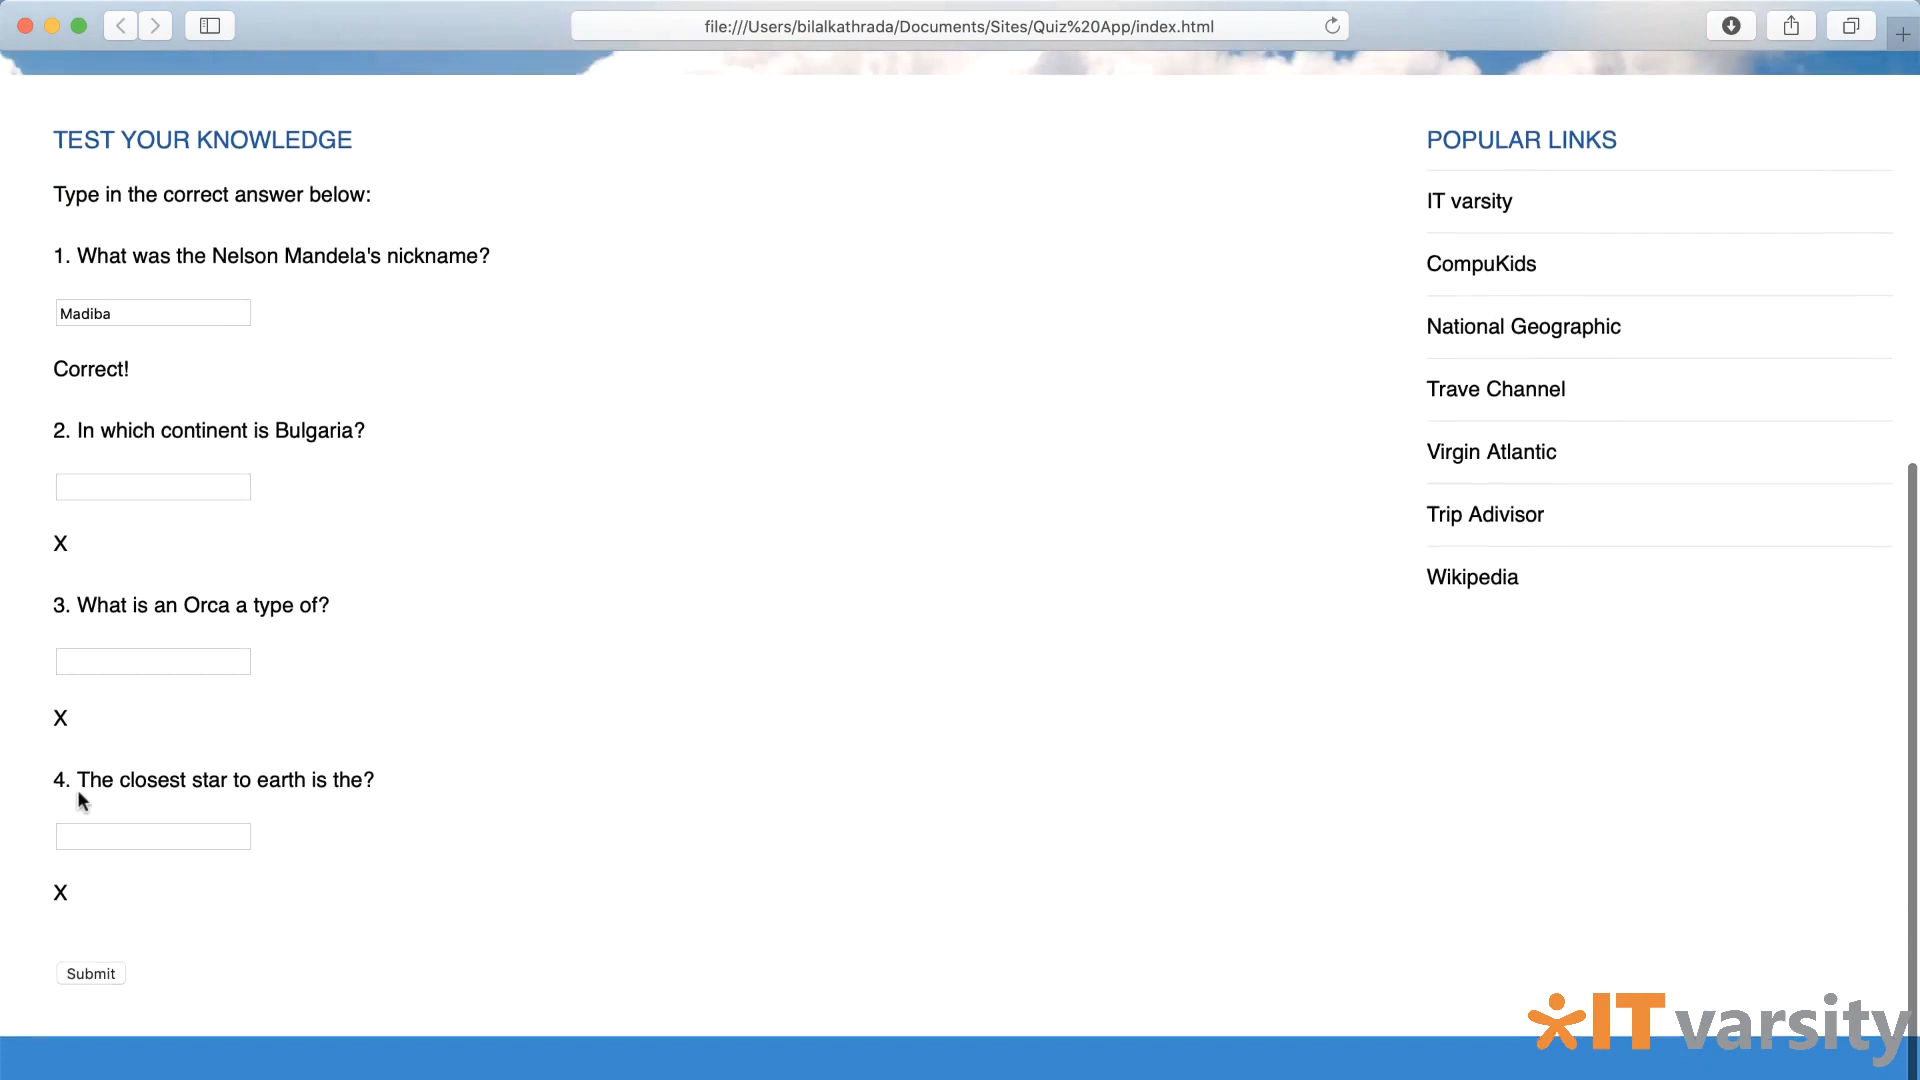 file:///Users/bilalkathrada/Documents/Sites/Quiz%20App/index.html
TEST YOUR KNOWLEDGE
Type in the correct answer below:
1. What was the Nelson Mandela's nickname?
Madiba
Correct!
2. In which continent is Bulgaria?
X
3. What is an Orca a type of?
X
4. The closest star to earth is the?
X
Submit
POPULAR LINKS
IT varsity
CompuKids
National Geographic
Trave Channel
Virgin Atlantic
Trip Adivisor
Wikipedia
IT varsity